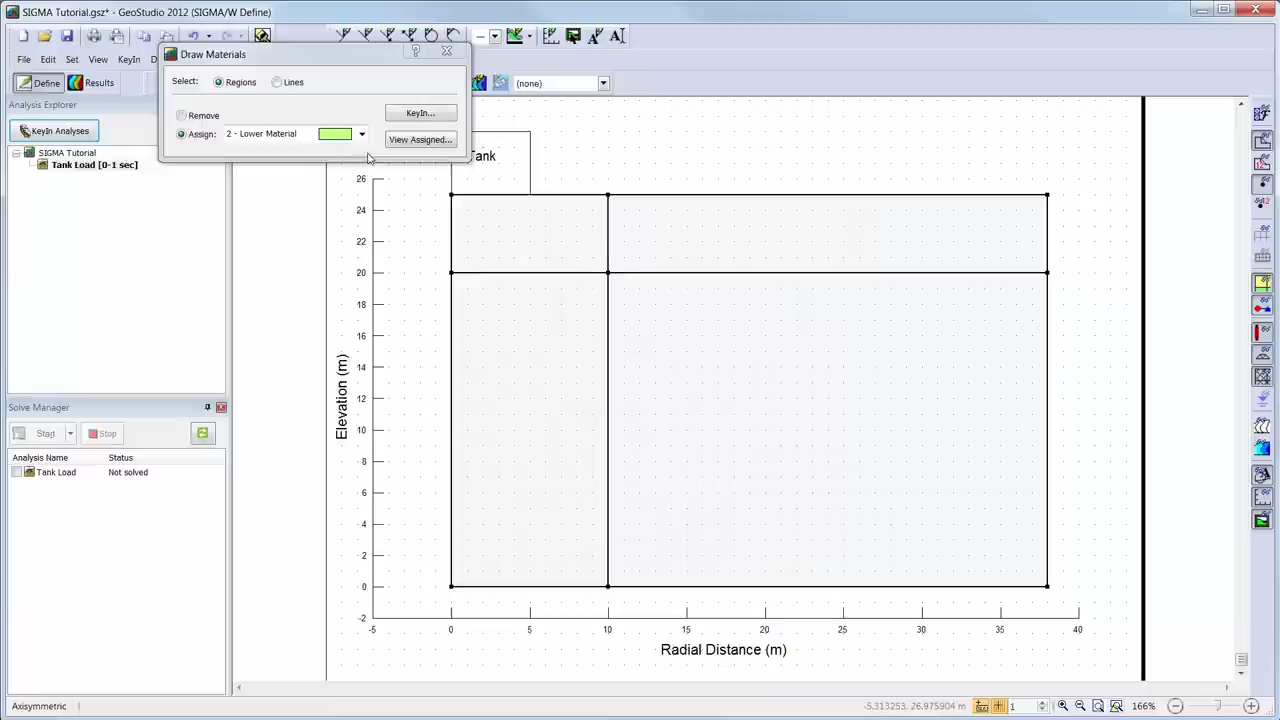 SIGMA Tutorial.gsz* - GeoStudio 2012 (SIGMA/W Define)
File Edit Set View KeyIn D
Draw Materials
Define Results
(none)
Select: Regions Lines
Remove
KeyIn...
Assign: 2 - Lower Material
View Assigned...
Analysis Explorer
KeyIn Analyses
SIGMA Tutorial
Tank Load [0-1 sec]
Solve Manager
Start Stop
Analysis Name Status
Tank Load Not solved
Tank
26
24
22
20
18
16
14
12
10
8
6
4
2
0
-2
Elevation (m)
-5 0 5 10 15 20 25 30 35 40
Radial Distance (m)
Axisymmetric
-5.313253, 26.975904 m
1
166%